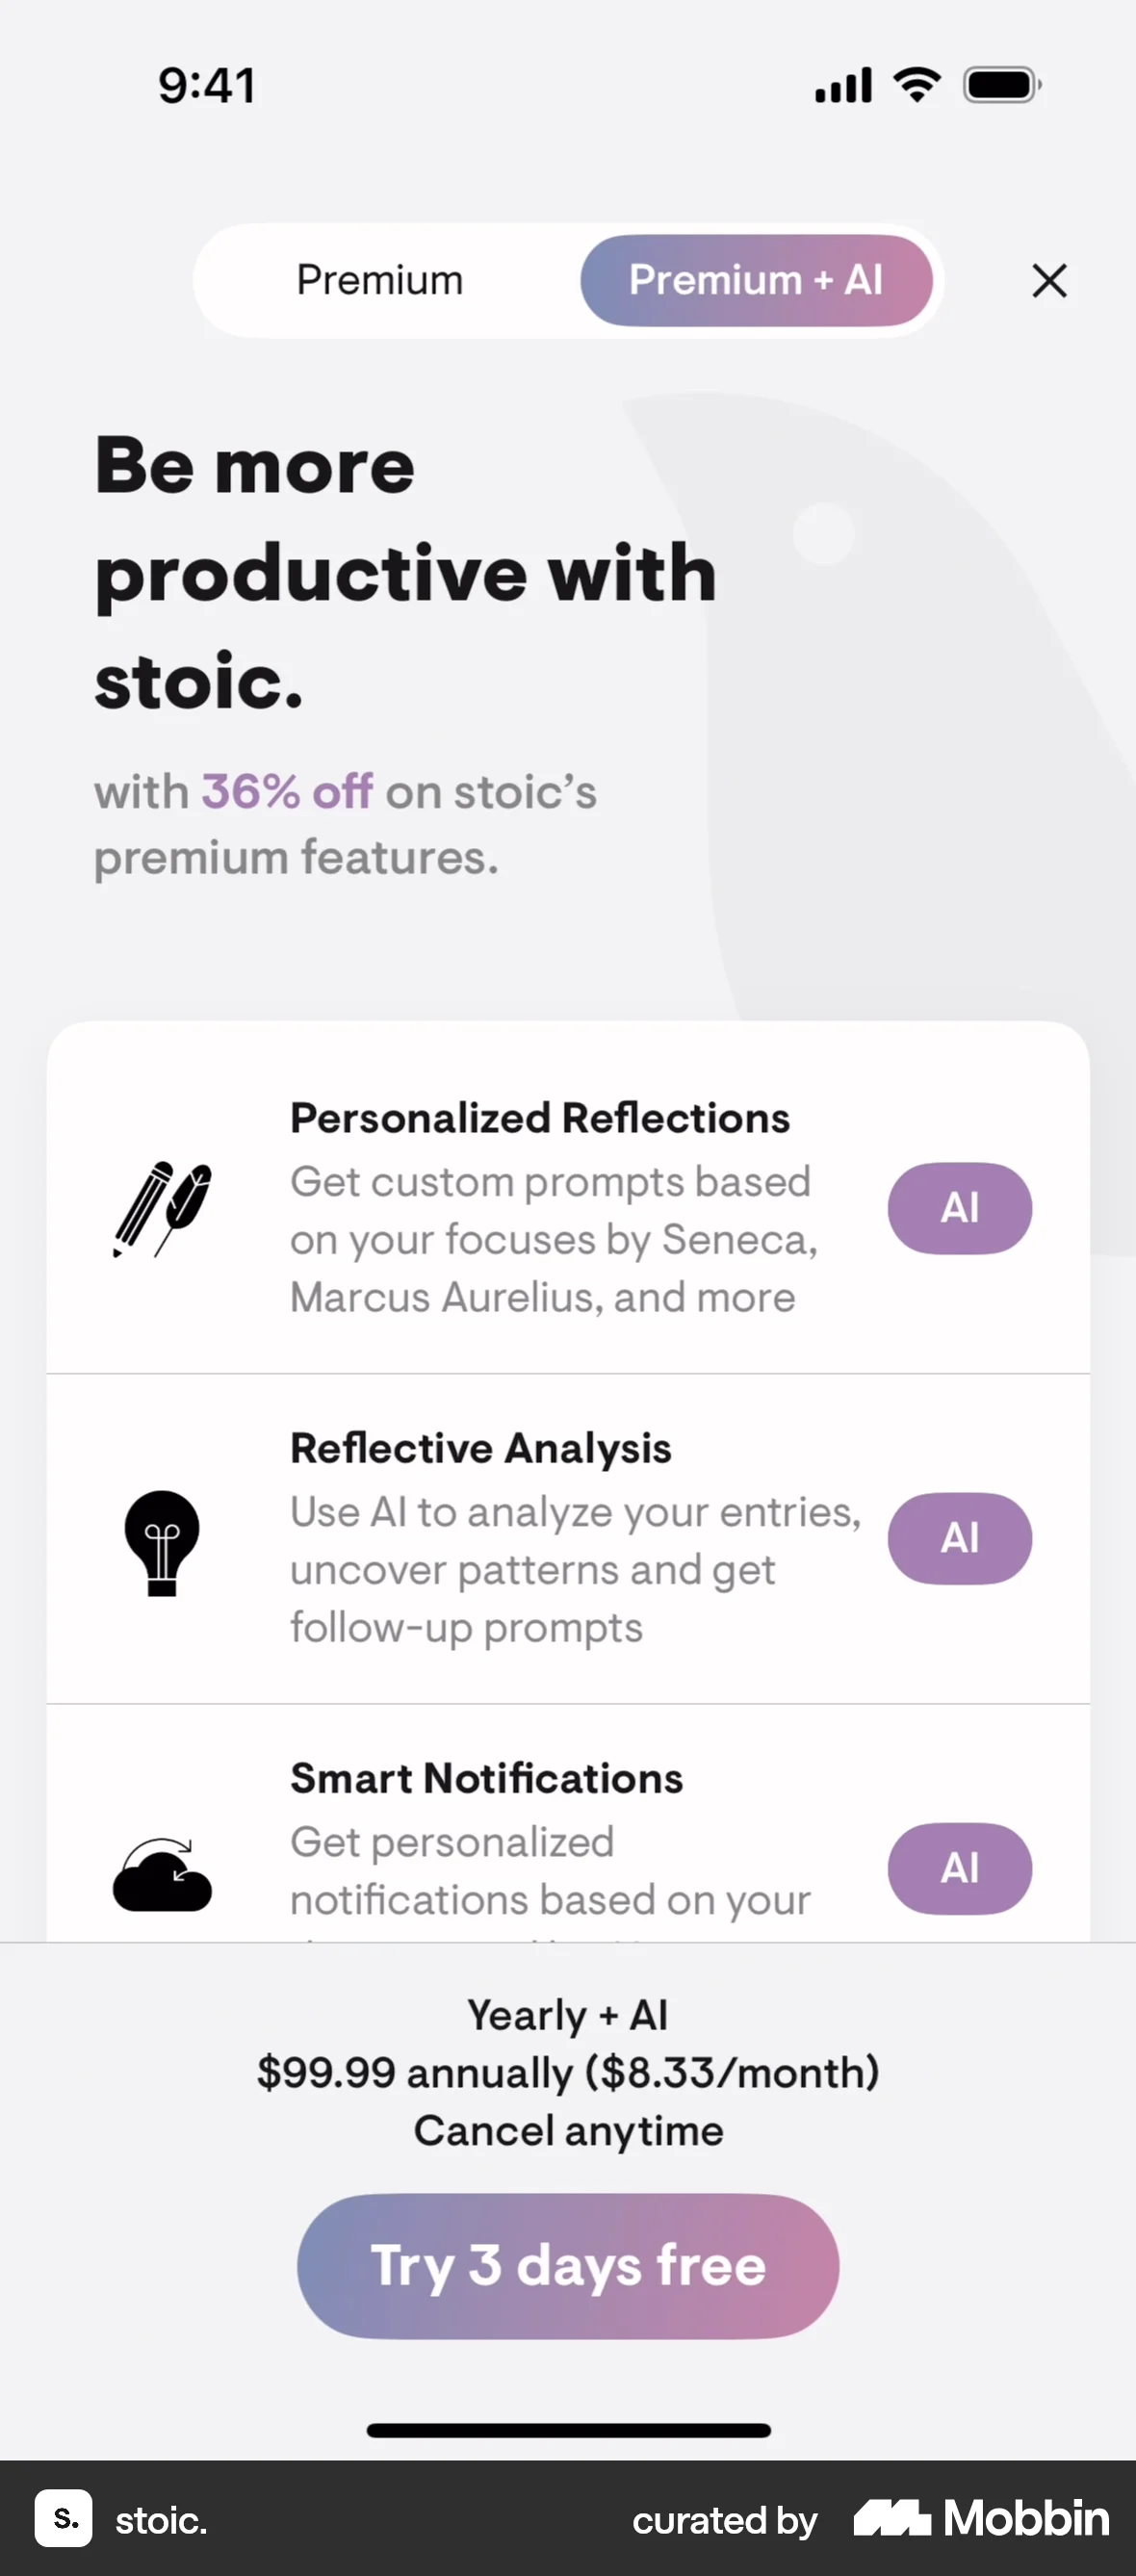 9:41
Premium
Premium + AI
Be more
productive with
stoic.
with 36% off on stoic’s
premium features.
Personalized Reflections
Get custom prompts based
on your focuses by Seneca,
Marcus Aurelius, and more
AI
Reflective Analysis
Use AI to analyze your entries,
uncover patterns and get
follow-up prompts
AI
Smart Notifications
Get personalized
notifications based on your
AI
Yearly + AI
$99.99 annually ($8.33/month)
Cancel anytime
Try 3 days free
s.
stoic.
curated by
Mobbin